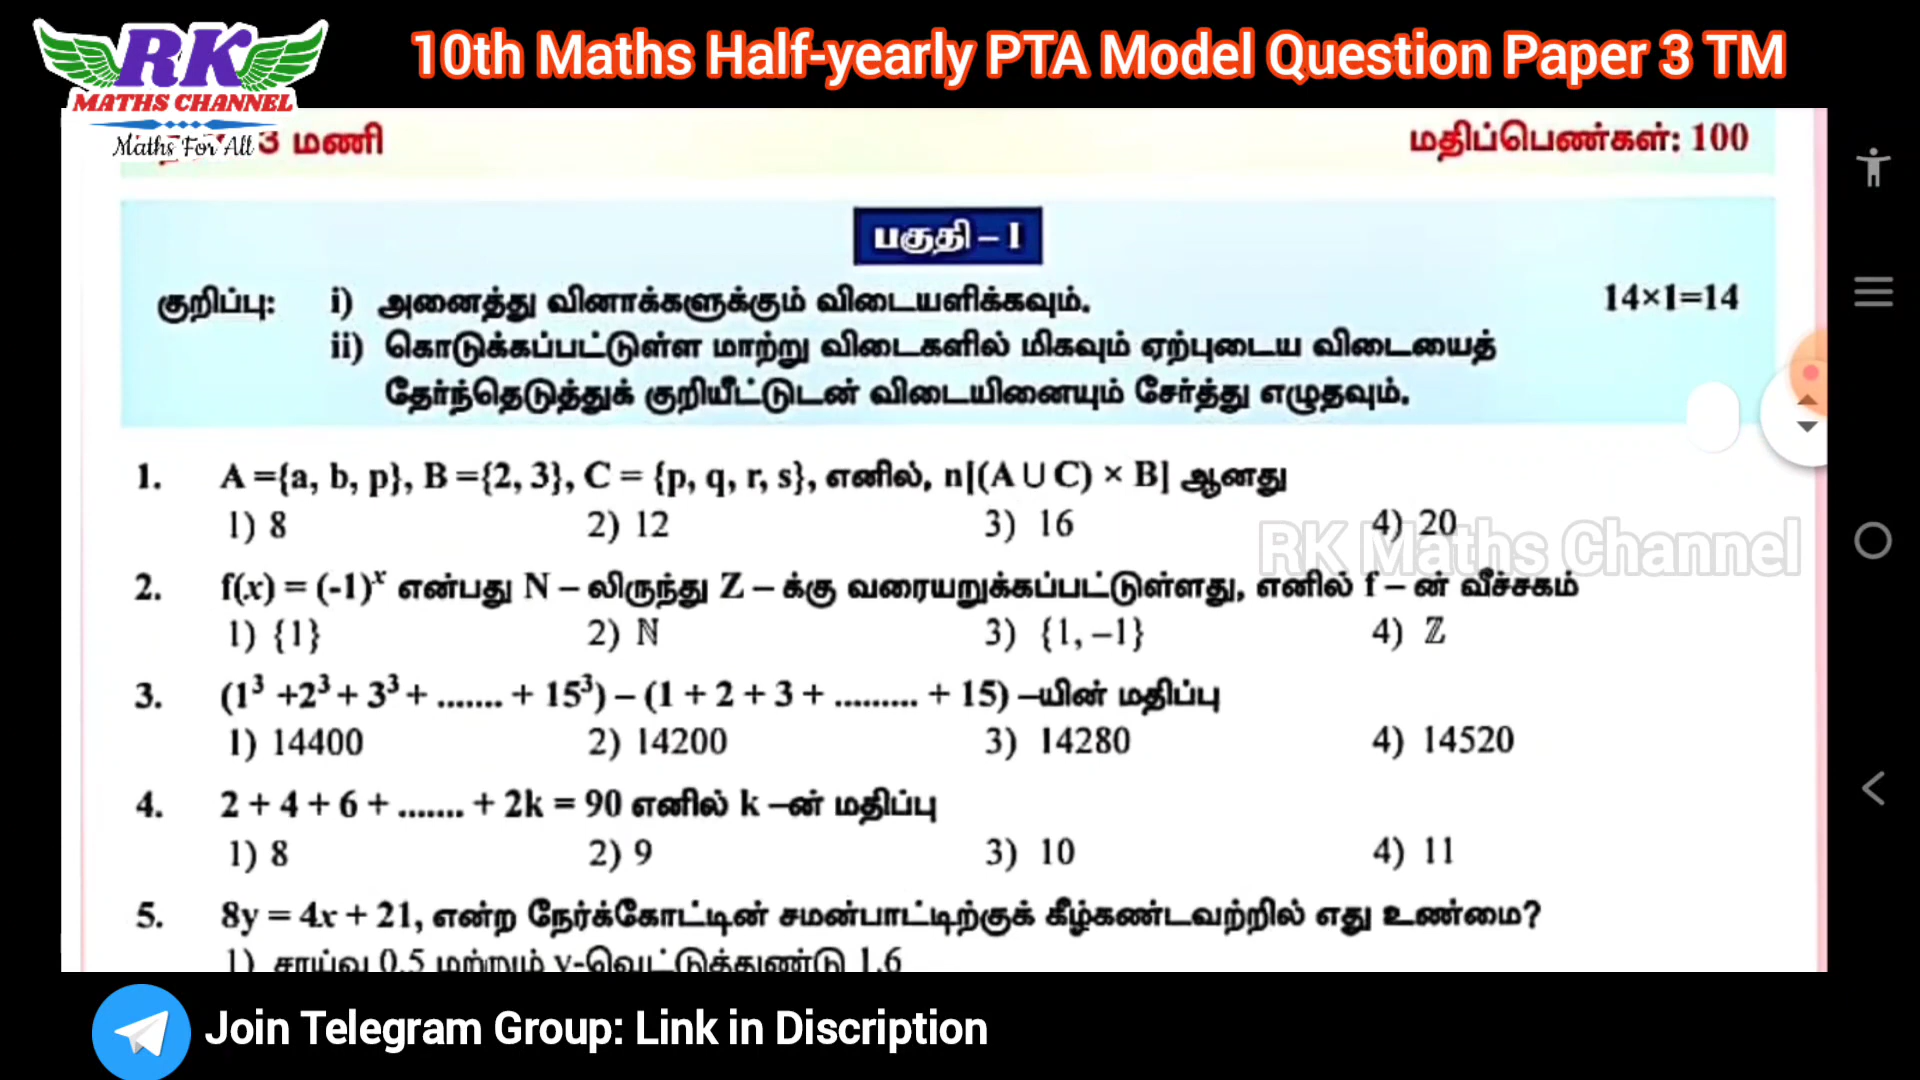 RK
MATHS CHANNEL
Maths For All
10th Maths Half-yearly PTA Model Question Paper 3 TM
3 மணி
மதிப்பெண்கள்: 100
பகுதி – I
குறிப்பு: i) அனைத்து வினாக்களுக்கும் விடையளிக்கவும். 14×1=14
ii) கொடுக்கப்பட்டுள்ள மாற்று விடைகளில் மிகவும் ஏற்புடைய விடையைத்
தேர்ந்தெடுத்துக் குறியீட்டுடன் விடையினையும் சேர்த்து எழுதவும்.
1. A ={a, b, p}, B ={2, 3}, C = {p, q, r, s}, எனில், n[(A ∪ C) × B] ஆனது
1) 8 2) 12 3) 16 4) 20
RK Maths Channel
2. f(x) = (-1)ˣ என்பது N – லிருந்து Z – க்கு வரையறுக்கப்பட்டுள்ளது, எனில் f – ன் வீச்சகம்
1) {1} 2) ℕ 3) {1, –1} 4) ℤ
3. (1³ +2³ + 3³ + ....... + 15³) – (1 + 2 + 3 + ......... + 15) –யின் மதிப்பு
1) 14400 2) 14200 3) 14280 4) 14520
4. 2 + 4 + 6 + ....... + 2k = 90 எனில் k –ன் மதிப்பு
1) 8 2) 9 3) 10 4) 11
5. 8y = 4x + 21, என்ற நேர்க்கோட்டின் சமன்பாட்டிற்குக் கீழ்கண்டவற்றில் எது உண்மை?
1) சாய்வு 0.5 மற்றும் y-வெட்டுத்துண்டு 1.6
Join Telegram Group: Link in Discription